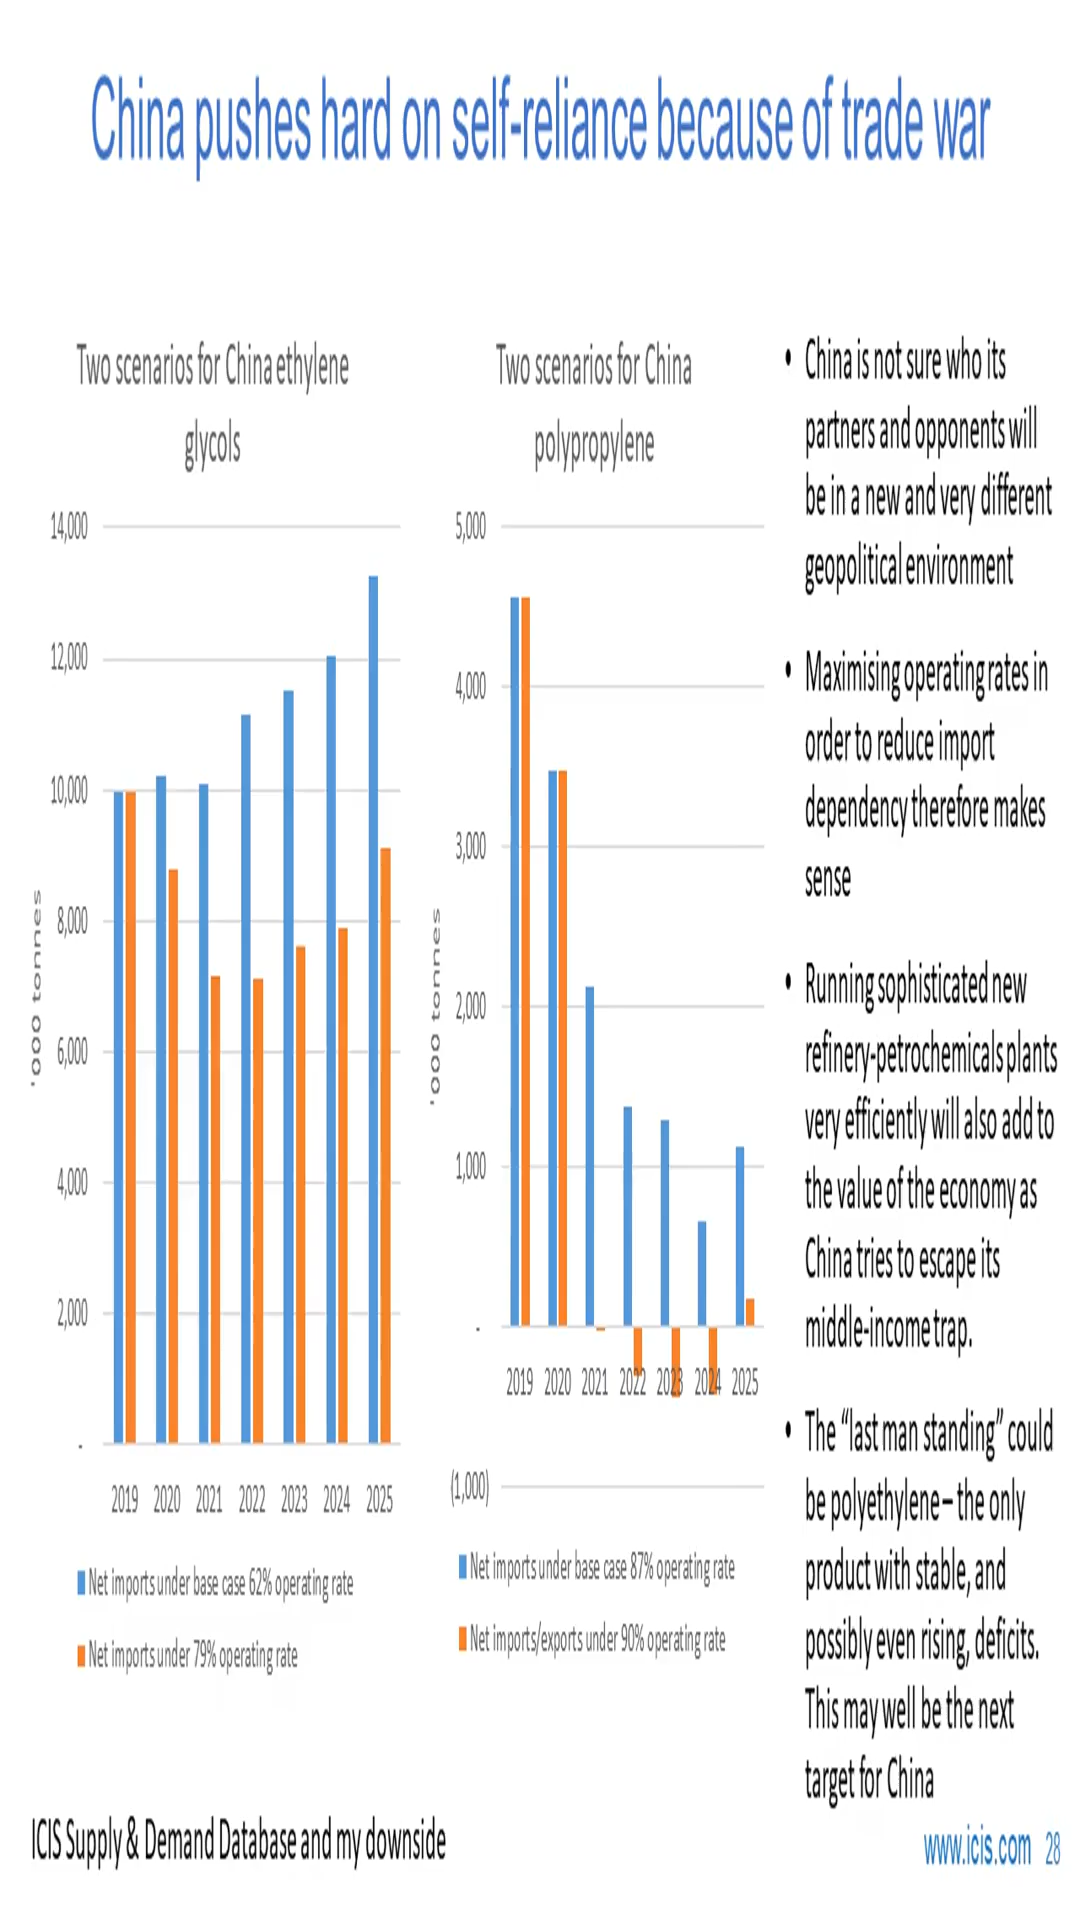 China pushes hard on self-reliance because of trade war
Two scenarios for China ethylene
glycols
14,000
12,000
10,000
8,000
6,000
4,000
2,000
-
'000 tonnes
2019 2020 2021 2022 2023 2024 2025
Net imports under base case 62% operating rate
Net imports under 79% operating rate
Two scenarios for China
polypropylene
5,000
4,000
3,000
2,000
1,000
-
(1,000)
'000 tonnes
2019 2020 2021 2022 2023 2024 2025
Net imports under base case 87% operating rate
Net imports/exports under 90% operating rate
• China is not sure who its
partners and opponents will
be in a new and very different
geopolitical environment
• Maximising operating rates in
order to reduce import
dependency therefore makes
sense
• Running sophisticated new
refinery-petrochemicals plants
very efficiently will also add to
the value of the economy as
China tries to escape its
middle-income trap.
• The “last man standing” could
be polyethylene – the only
product with stable, and
possibly even rising, deficits.
This may well be the next
target for China
ICIS Supply & Demand Database and my downside
www.icis.com 28